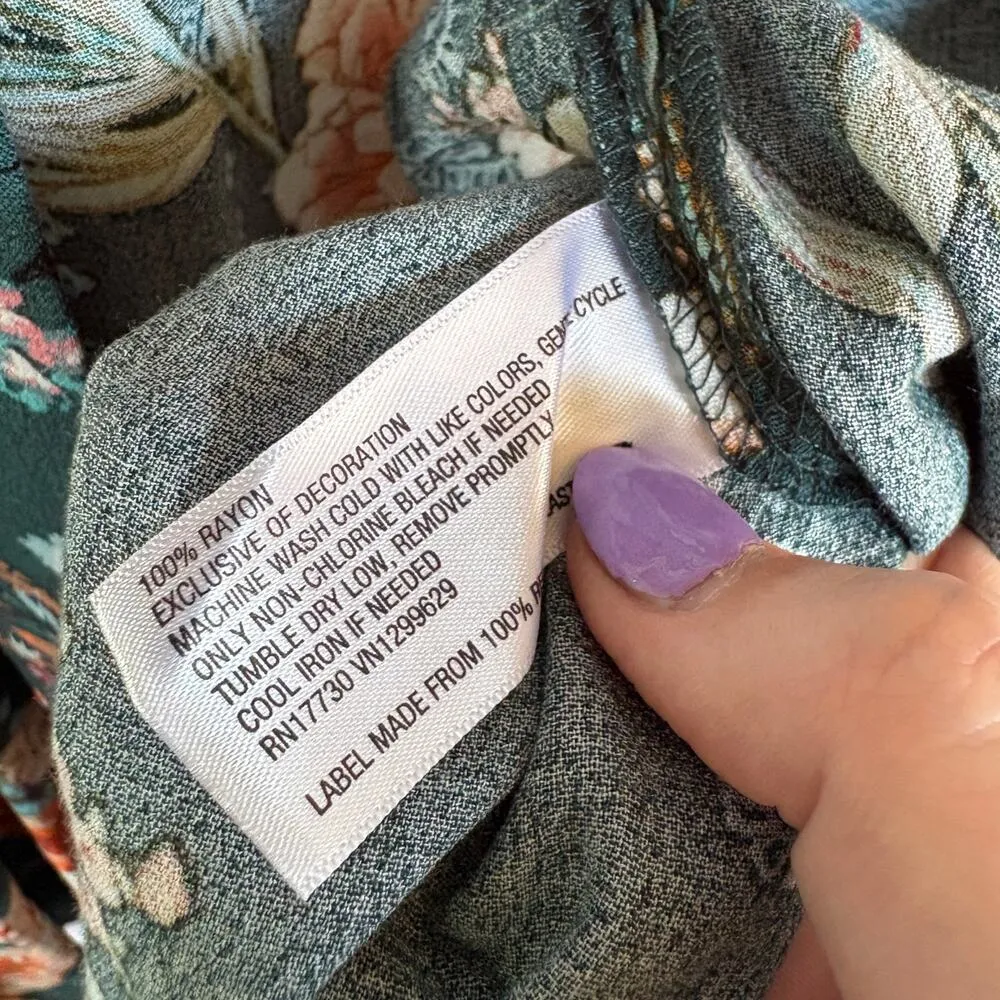 100% RAYON
EXCLUSIVE OF DECORATION
MACHINE WASH COLD WITH LIKE COLORS, CYCLE
ONLY NON-CHLORINE BLEACH IF NEEDED
TUMBLE DRY LOW, REMOVE PROMPTLY
COOL IRON IF NEEDED
RN17730 VN1299629
LABEL MADE FROM 100%